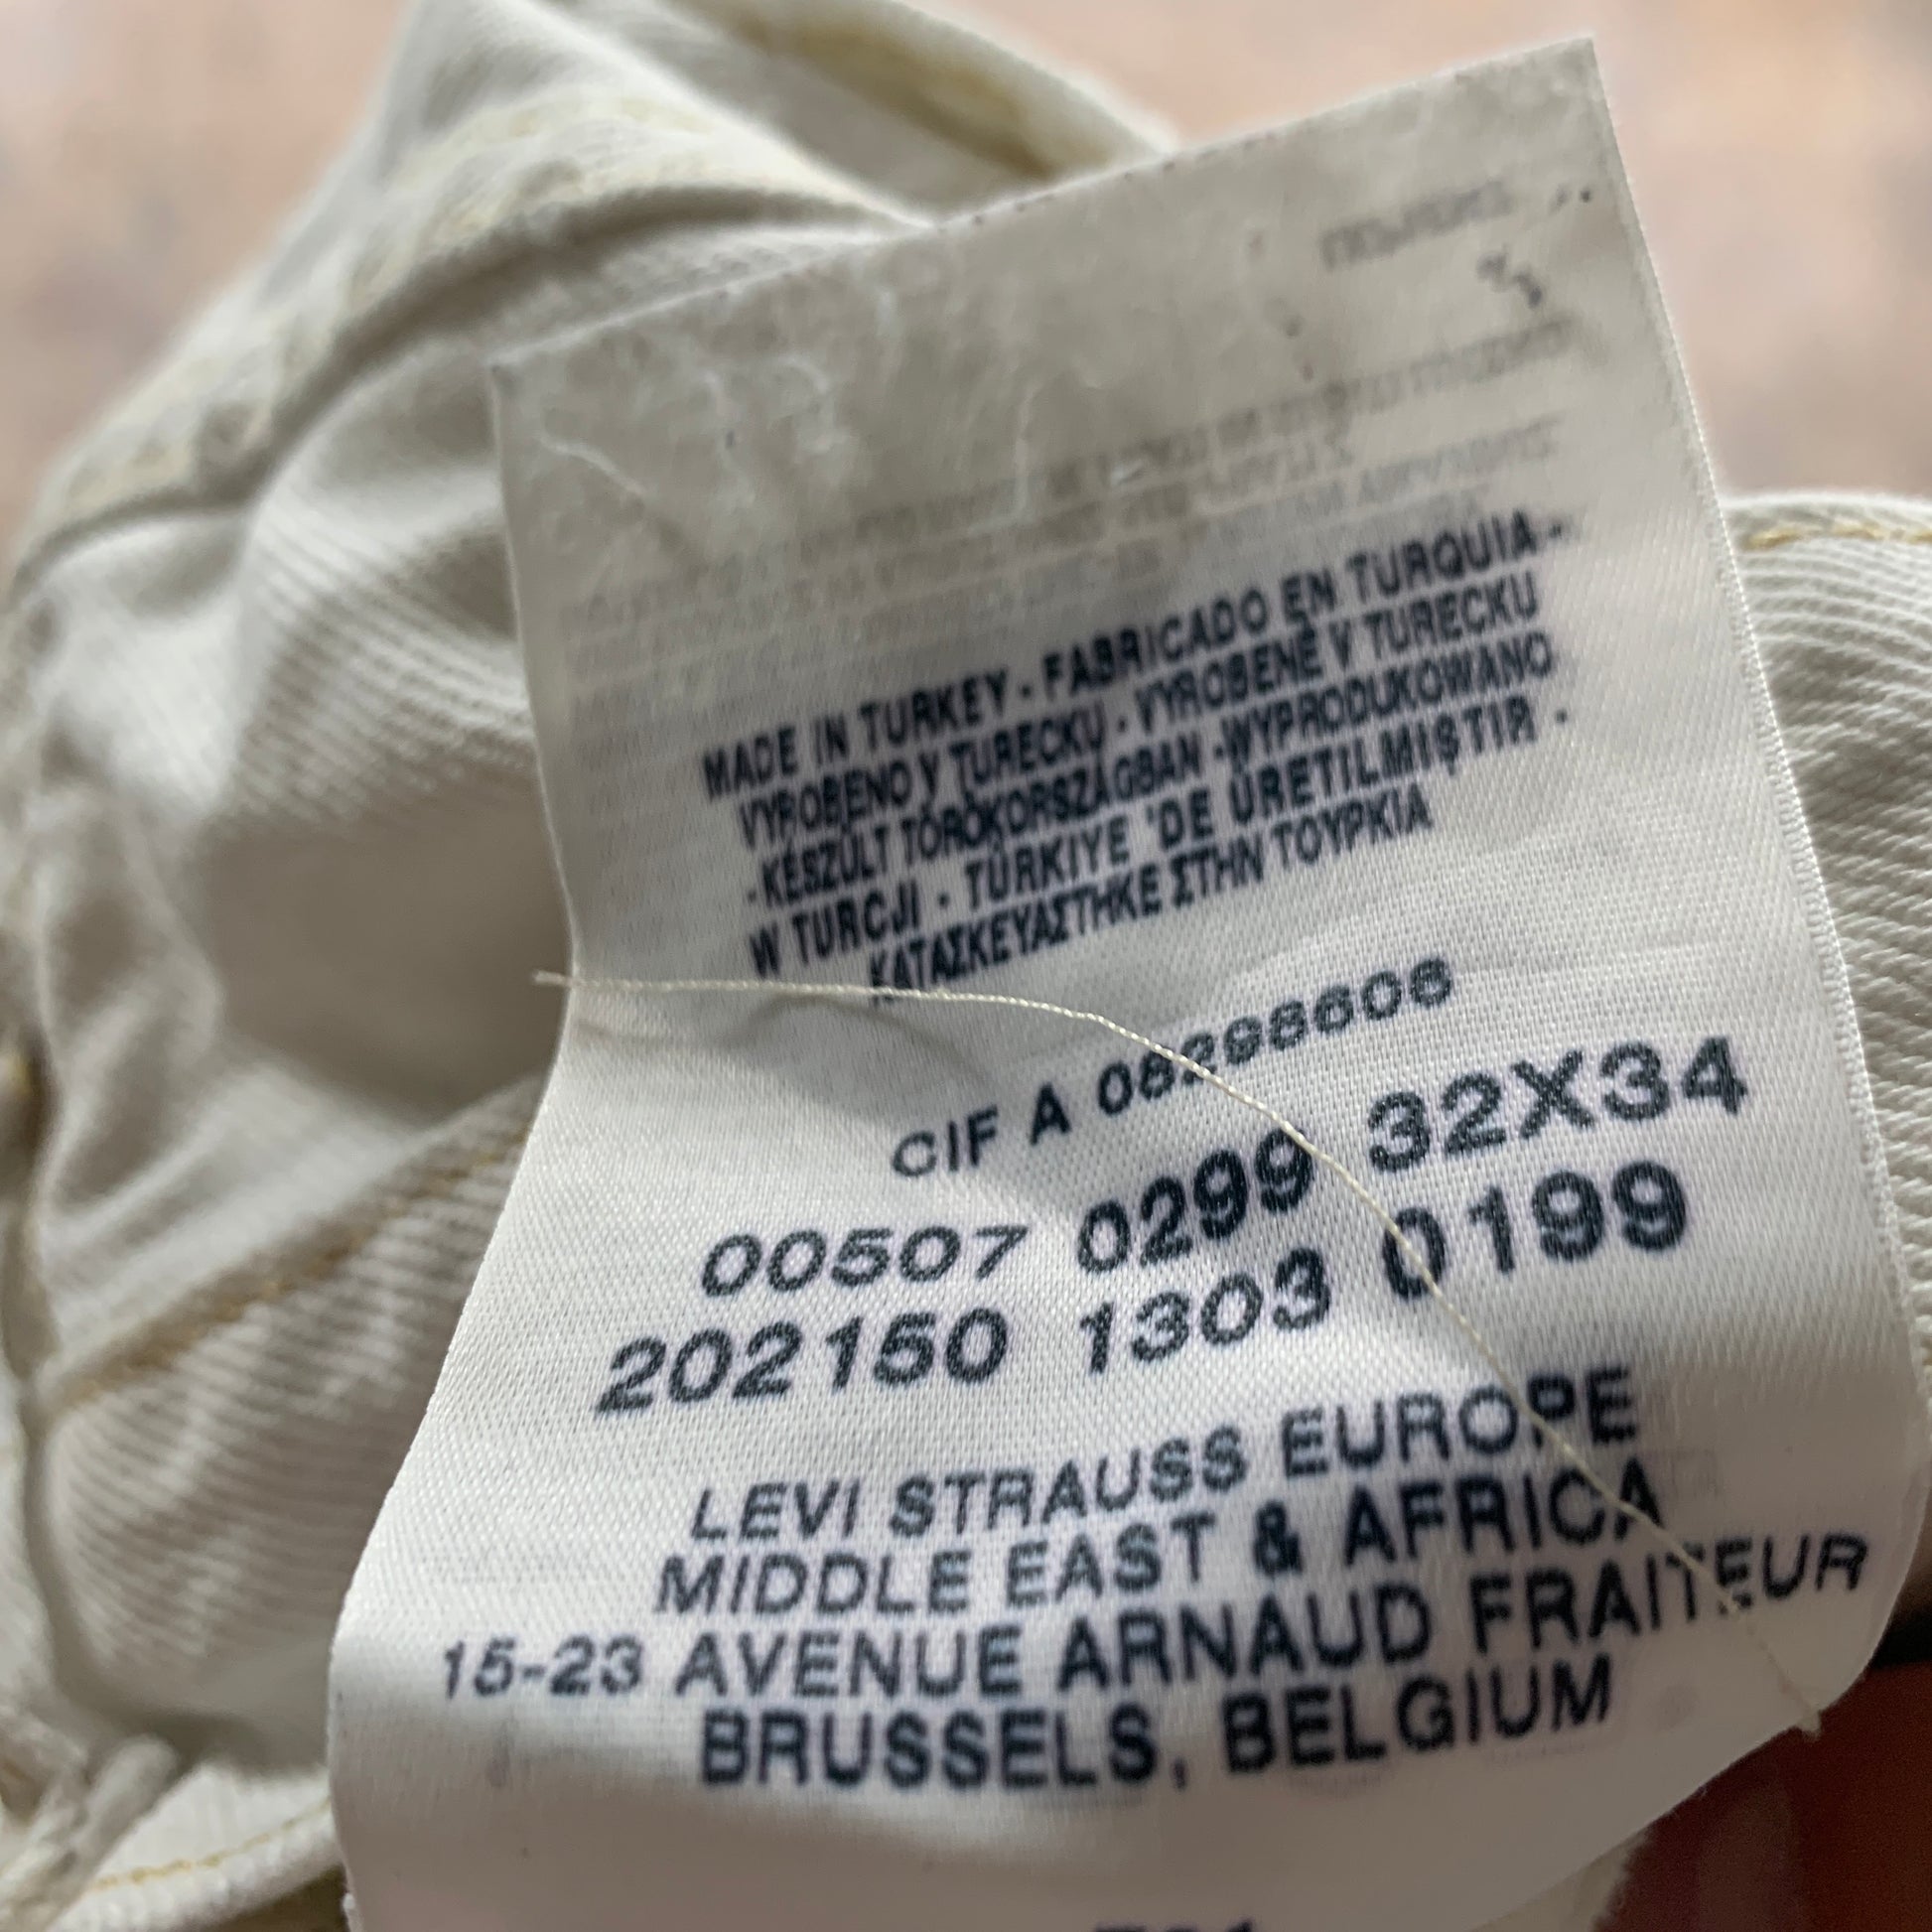 MADE IN TURKEY - FABRICADO EN TURQUIA -
VYROBENO V TURECKU - VYROBENÉ V TURECKU
- KÉSZÜLT TÖRÖKORSZÁGBAN - WYPRODUKOWANO
W TURCJI - TÜRKIYE 'DE ÜRETILMIŞTIR -
ΚΑΤΑΣΚΕΥΑΣΤΗΚΕ ΣΤΗΝ ΤΟΥΡΚΙΑ
CIF A 08298608
00507 0299 32X34
202150 1303 0199
LEVI STRAUSS EUROPE
MIDDLE EAST & AFRICA
15-23 AVENUE ARNAUD FRAITEUR
BRUSSELS, BELGIUM